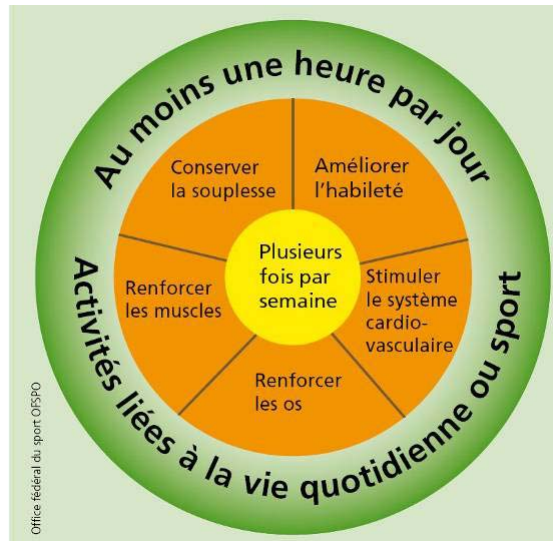 Au moins une heure par jour
Conserver
la souplesse
Améliorer
l'habileté
Plusieurs
fois par
semaine
Renforcer
les muscles
Stimuler
le système
cardio-
vasculaire
Renforcer
les os
Activités liées à la vie quotidienne ou sport
Office fédéral du sport OFSPO